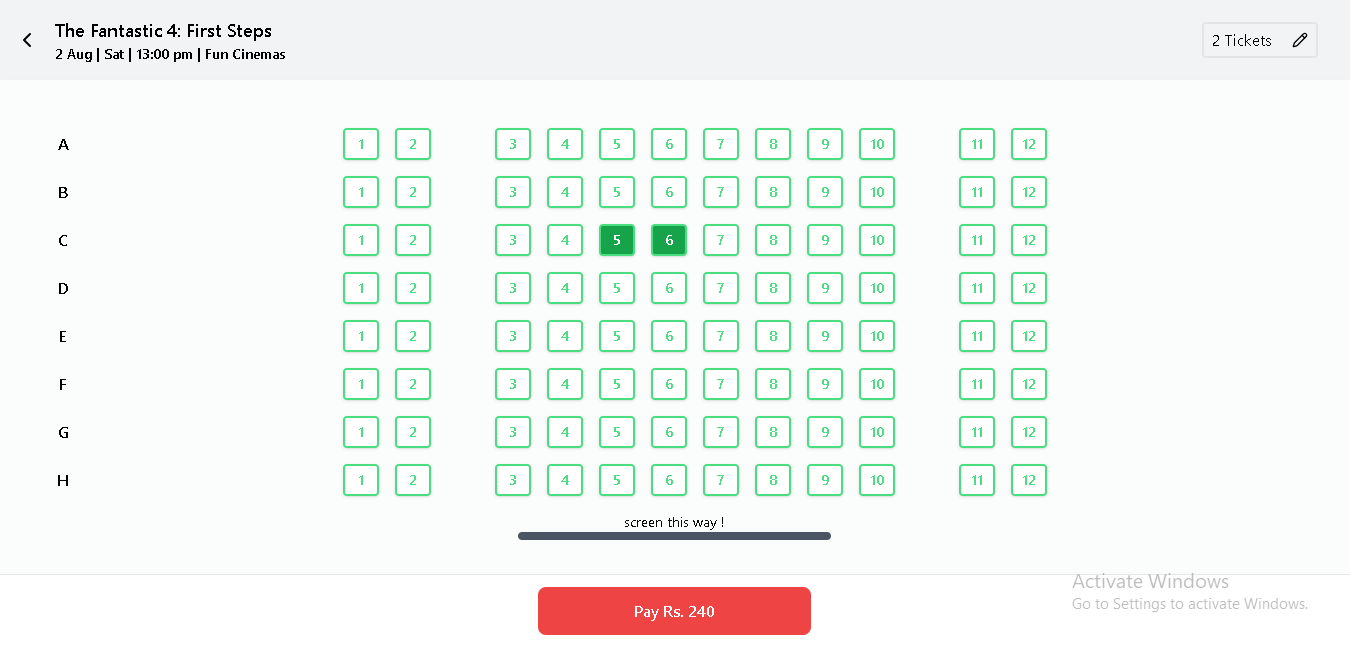 The Fantastic 4: First Steps
2 Aug | Sat | 13:00 pm | Fun Cinemas
2 Tickets
A 1 2 3 4 5 6 7 8 9 10 11 12
B 1 2 3 4 5 6 7 8 9 10 11 12
C 1 2 3 4 5 6 7 8 9 10 11 12
D 1 2 3 4 5 6 7 8 9 10 11 12
E 1 2 3 4 5 6 7 8 9 10 11 12
F 1 2 3 4 5 6 7 8 9 10 11 12
G 1 2 3 4 5 6 7 8 9 10 11 12
H 1 2 3 4 5 6 7 8 9 10 11 12
screen this way !
Pay Rs. 240
Activate Windows
Go to Settings to activate Windows.